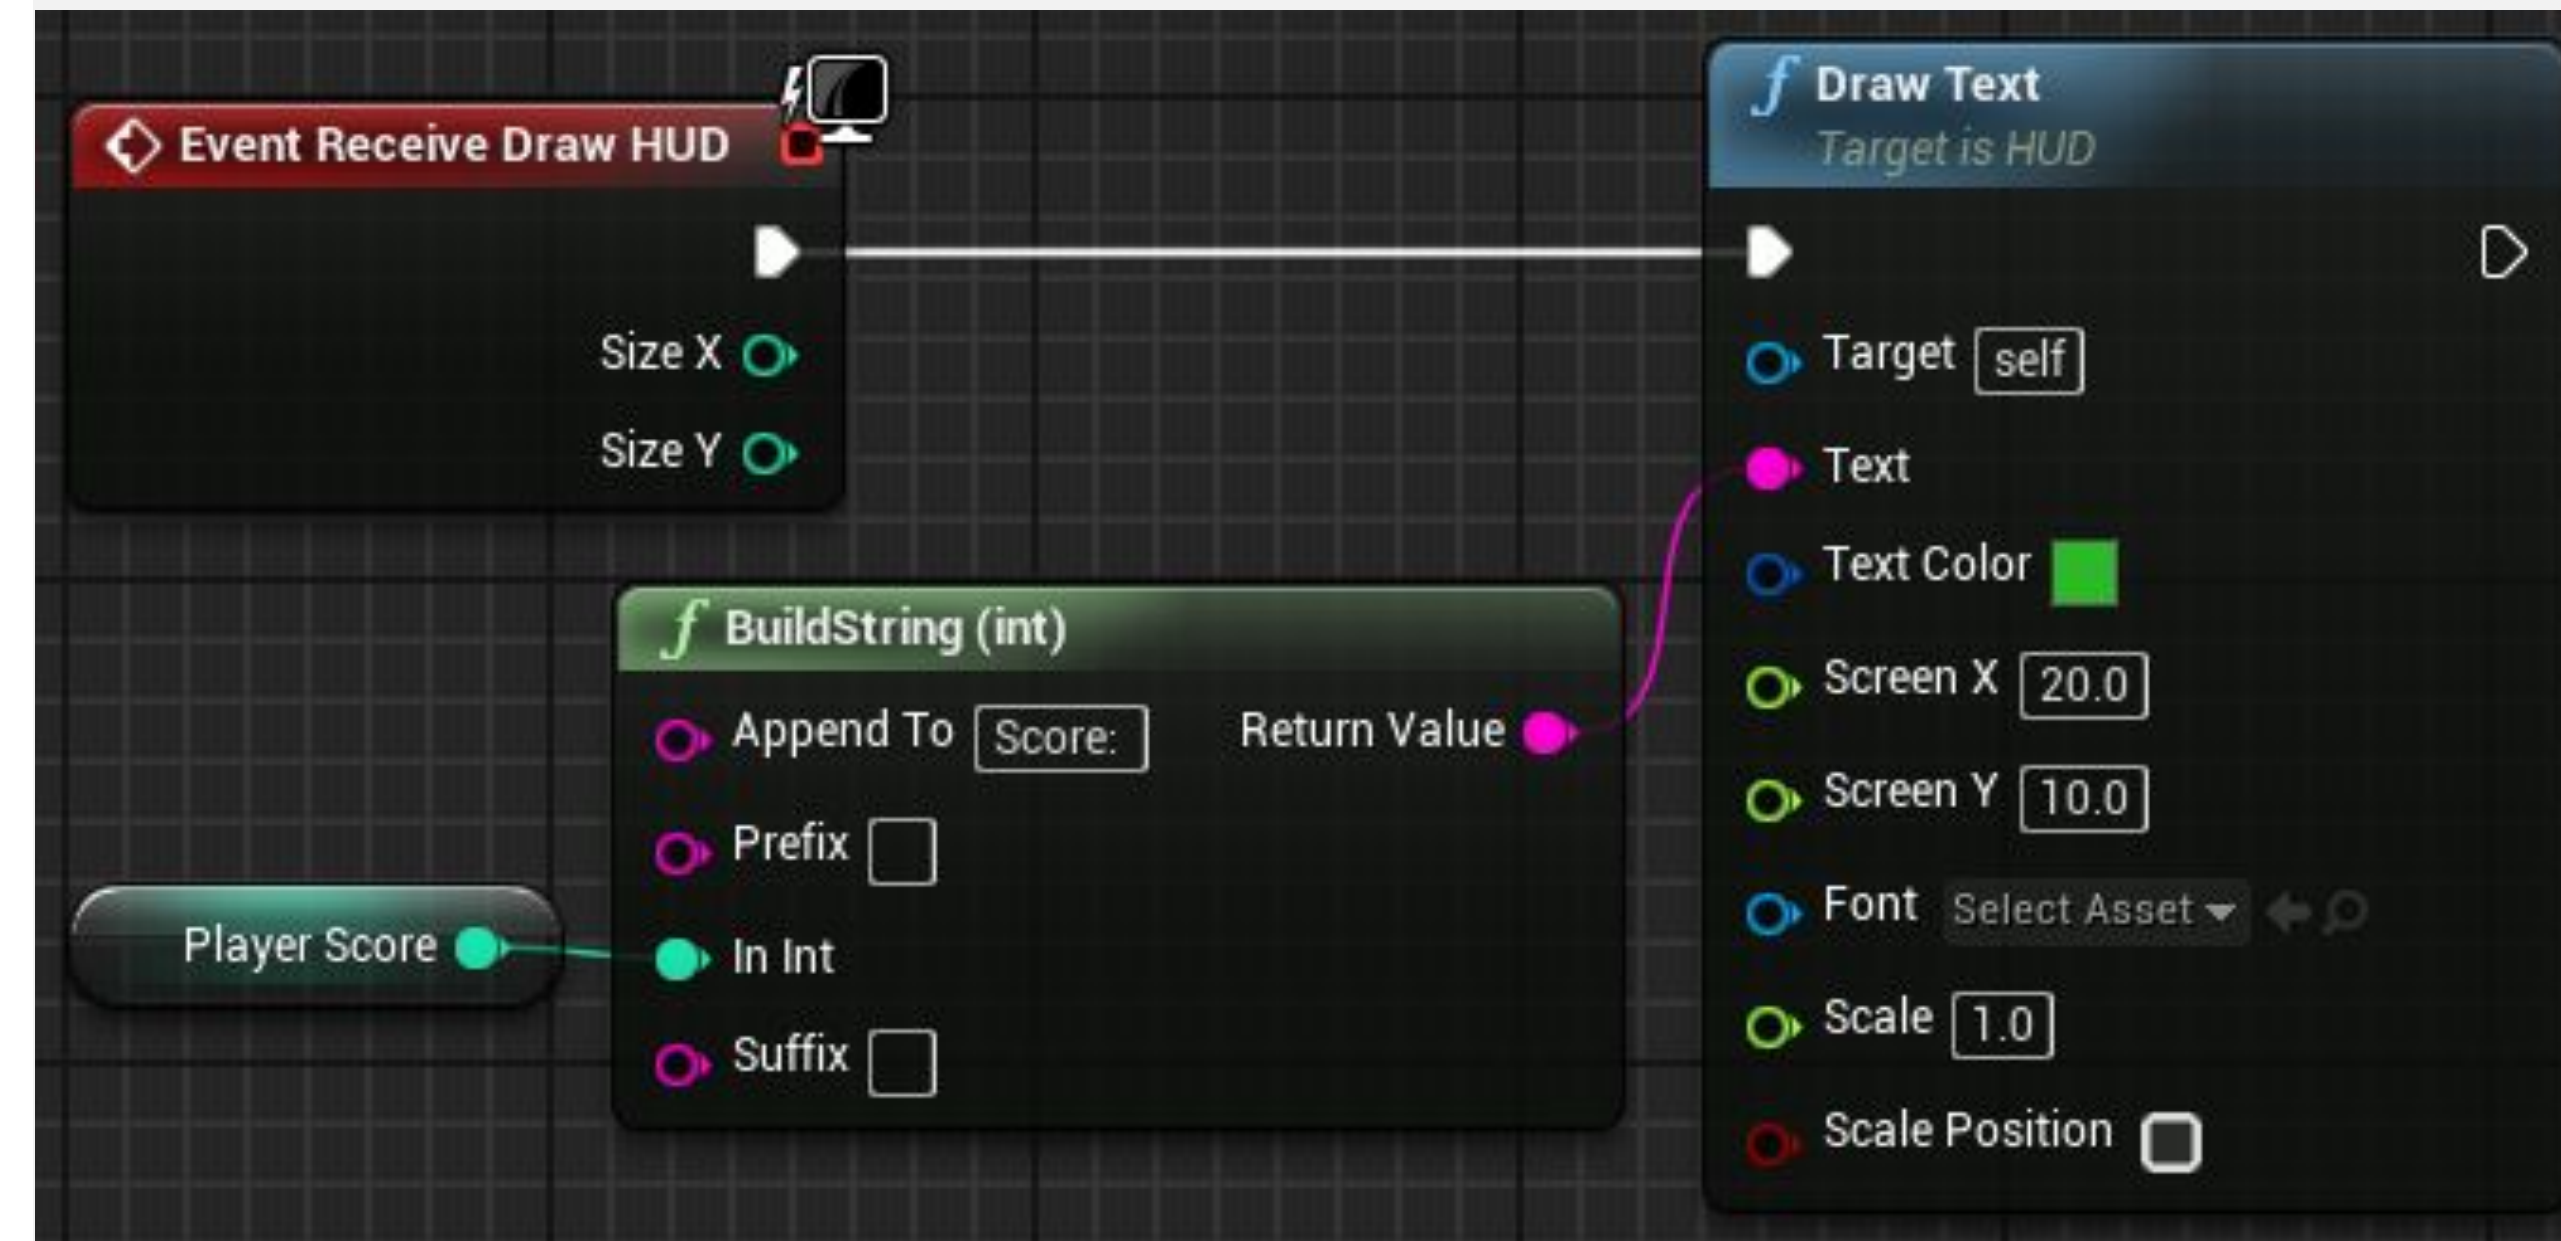 Event Receive Draw HUD
Size X
Size Y
Player Score
BuildString (int)
Append To Score: Return Value
Prefix
In Int
Suffix
Draw Text
Target is HUD
Target self
Text
Text Color
Screen X 20.0
Screen Y 10.0
Font Select Asset
Scale 1.0
Scale Position